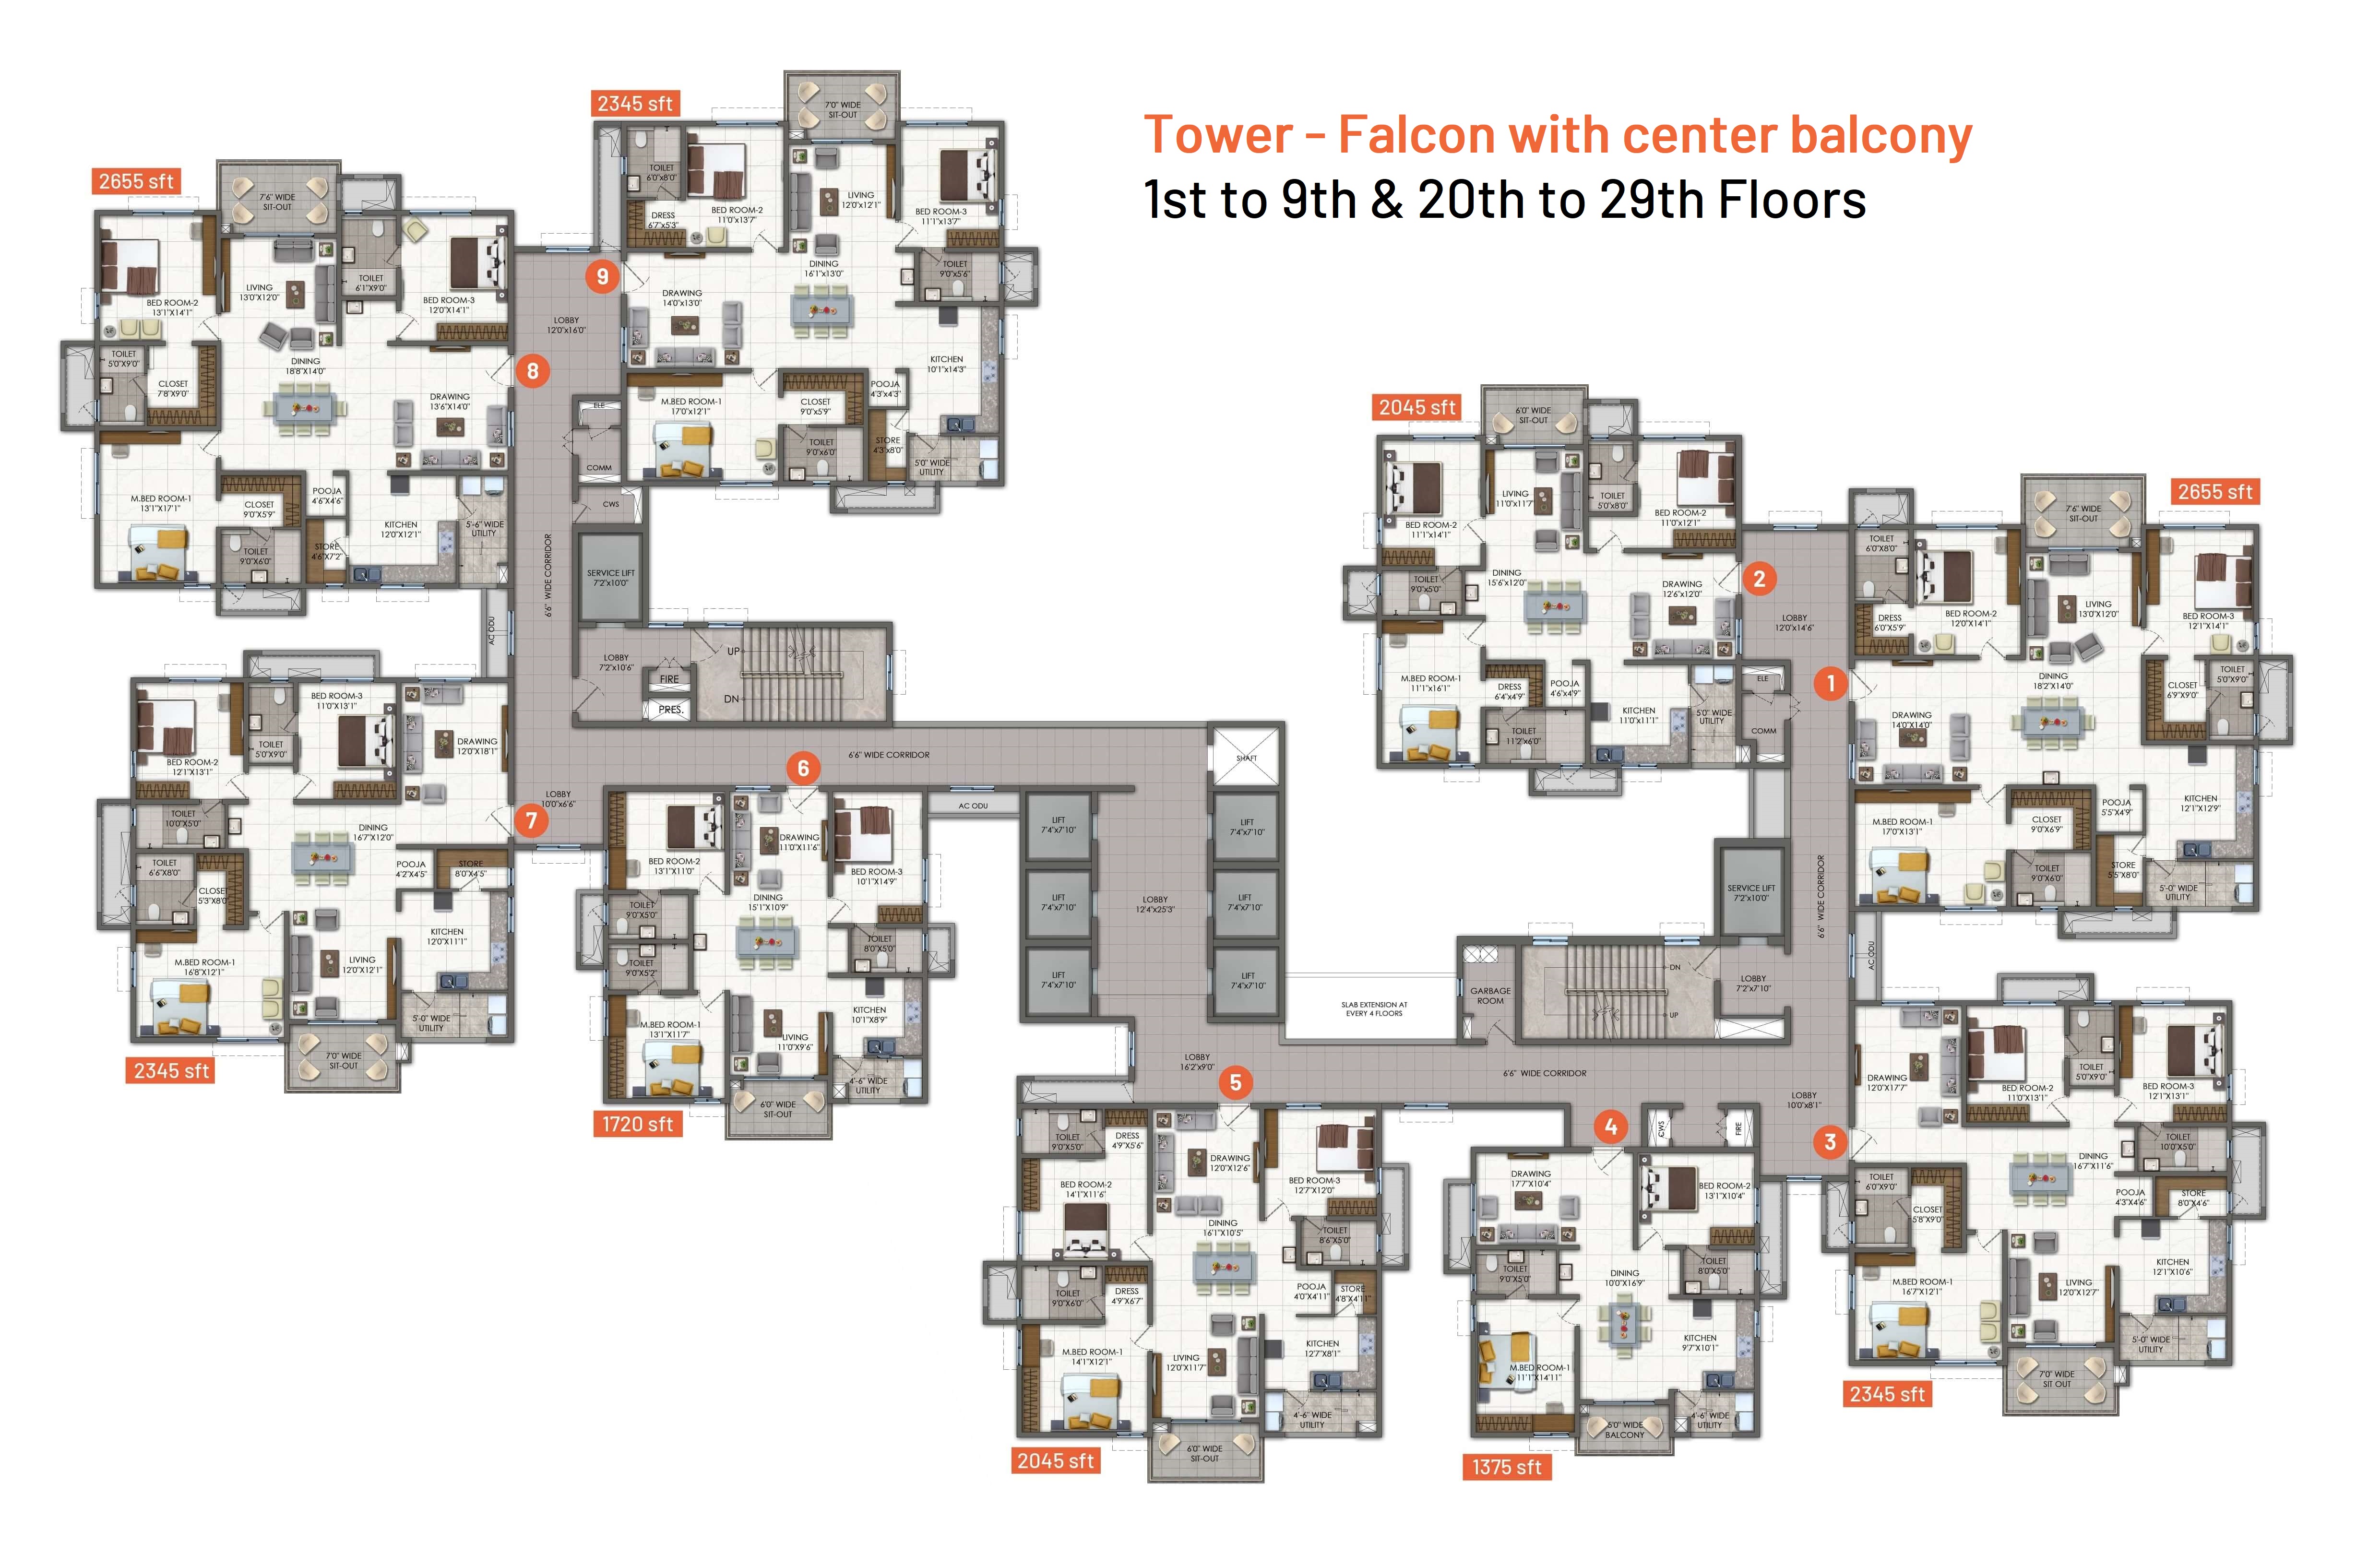 Tower - Falcon with center balcony
1st to 9th & 20th to 29th Floors
2655 sft
7'6" WIDE
SIT-OUT
BED ROOM-2
13'1"X14'1"
LIVING
13'0"X12'0"
TOILET
6'1"X9'0"
BED ROOM-3
12'0"X14'1"
TOILET
5'0"X9'0"
CLOSET
7'8"X9'0"
DINING
18'8"X14'0"
DRAWING
13'6"X14'0"
M.BED ROOM-1
13'1"X17'1"
CLOSET
9'0"X5'9"
POOJA
4'6"X4'6"
TOILET
9'0"X6'0"
STORE
4'6"X7'2"
KITCHEN
12'0"X12'1"
5'-6" WIDE
UTILITY
8
2345 sft
7'0" WIDE
SIT-OUT
TOILET
6'0"x8'0"
DRESS
6'7"x5'3"
BED ROOM-2
11'0"x13'7"
LIVING
12'0"x12'1"
BED ROOM-3
11'1"x13'7"
DINING
16'1"x13'0"
TOILET
9'0"x5'6"
DRAWING
14'0"x13'0"
KITCHEN
10'1"x14'3"
M.BED ROOM-1
17'0"x12'1"
CLOSET
9'0"x5'9"
POOJA
4'3"x4'3"
TOILET
9'0"x6'0"
STORE
4'3"x8'0"
5'0" WIDE
UTILITY
9
LOBBY
12'0"x16'0"
ELE
COMM
CWS
6'6" WIDE CORRIDOR
SERVICE LIFT
7'2"x10'0"
AC ODU
LOBBY
7'2"x10'6"
FIRE
PRES.
UP
DN
6'6" WIDE CORRIDOR
SHAFT
LOBBY
10'0"x6'6"
7
BED ROOM-2
12'1"X13'1"
TOILET
5'0"X9'0"
BED ROOM-3
11'0"X13'1"
DRAWING
12'0"X18'1"
TOILET
10'0"X5'0"
DINING
16'7"X12'0"
TOILET
6'6"X8'0"
CLOSET
5'3"X8'0"
POOJA
4'2"X4'5"
STORE
8'0"X4'5"
KITCHEN
12'0"X11'1"
M.BED ROOM-1
16'8"X12'1"
LIVING
12'0"X12'1"
5'-0" WIDE
UTILITY
7'0" WIDE
SIT-OUT
2345 sft
6
BED ROOM-2
13'1"X11'0"
DRAWING
11'0"X11'6"
BED ROOM-3
10'1"X14'9"
TOILET
9'0"X5'0"
DINING
15'1"X10'9"
TOILET
8'0"X5'0"
TOILET
9'0"X5'2"
M.BED ROOM-1
13'1"X11'7"
LIVING
11'0"X9'6"
KITCHEN
10'1"X8'9"
4'-6" WIDE
UTILITY
6'0" WIDE
SIT-OUT
1720 sft
AC ODU
LIFT
7'4"x7'10"
LIFT
7'4"x7'10"
LIFT
7'4"x7'10"
LOBBY
12'4"x25'3"
LIFT
7'4"x7'10"
LIFT
7'4"x7'10"
LIFT
7'4"x7'10"
LOBBY
16'2"x9'0"
5
SLAB EXTENSION AT
EVERY 4 FLOORS
GARBAGE
ROOM
DN
UP
6'6" WIDE CORRIDOR
TOILET
9'0"X5'0"
DRESS
4'9"X5'6"
DRAWING
12'0"X12'6"
BED ROOM-2
14'1"X11'6"
BED ROOM-3
12'7"X12'0"
DINING
16'1"X10'5"
TOILET
8'6"X5'0"
TOILET
9'0"X6'0"
DRESS
4'9"X6'7"
POOJA
4'0"X4'11"
STORE
4'8"X4'11"
M.BED ROOM-1
14'1"X12'1"
LIVING
12'0"X11'7"
KITCHEN
12'7"X8'1"
4'-6" WIDE
UTILITY
6'0" WIDE
SIT-OUT
2045 sft
4
CWS
FIRE
DRAWING
17'7"X10'4"
BED ROOM-2
13'1"X10'4"
TOILET
9'0"X5'0"
DINING
10'0"X16'9"
TOILET
8'0"X5'0"
M.BED ROOM-1
11'1"X14'11"
KITCHEN
9'7"X10'1"
5'0" WIDE
BALCONY
4'-6" WIDE
UTILITY
1375 sft
2045 sft
6'0" WIDE
SIT-OUT
LIVING
11'0"x11'7"
TOILET
5'0"x8'0"
BED ROOM-2
11'1"x14'1"
BED ROOM-2
11'0"x12'1"
TOILET
9'0"x5'0"
DINING
15'6"x12'0"
DRAWING
12'6"x12'0"
M.BED ROOM-1
11'1"x16'1"
DRESS
6'4"x4'9"
POOJA
4'6"x4'9"
TOILET
11'2"x6'0"
KITCHEN
11'0"x11'1"
5'0" WIDE
UTILITY
2
LOBBY
12'0"x14'6"
ELE
COMM
1
SERVICE LIFT
7'2"x10'0"
6'6" WIDE CORRIDOR
AC ODU
LOBBY
7'2"x7'10"
2655 sft
7'6" WIDE
SIT-OUT
TOILET
6'0"X8'0"
DRESS
6'0"X5'9"
BED ROOM-2
12'0"X14'1"
LIVING
13'0"X12'0"
BED ROOM-3
12'1"X14'1"
DINING
18'2"X14'0"
CLOSET
6'9"X9'0"
TOILET
5'0"X9'0"
DRAWING
14'0"X14'0"
M.BED ROOM-1
17'0"X13'1"
CLOSET
9'0"X6'9"
POOJA
5'5"X4'9"
KITCHEN
12'1"X12'9"
TOILET
9'0"X6'0"
STORE
5'5"X8'0"
5'-0" WIDE
UTILITY
LOBBY
10'0"x8'1"
3
DRAWING
12'0"X17'7"
BED ROOM-2
11'0"X13'1"
TOILET
5'0"X9'0"
BED ROOM-3
12'1"X13'1"
DINING
16'7"X11'6"
TOILET
10'0"X5'0"
TOILET
6'0"X9'0"
CLOSET
5'8"X9'0"
POOJA
4'3"X4'6"
STORE
8'0"X4'6"
KITCHEN
12'1"X10'6"
M.BED ROOM-1
16'7"X12'1"
LIVING
12'0"X12'7"
5'-0" WIDE
UTILITY
7'0" WIDE
SIT OUT
2345 sft